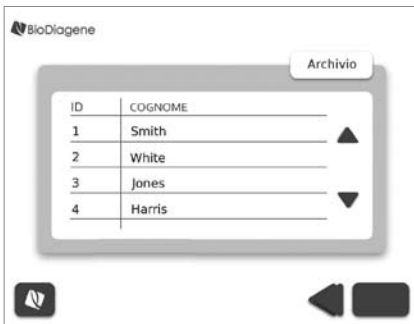 BioDiagene
Archivio
ID COGNOME
1 Smith
2 White
3 Jones
4 Harris